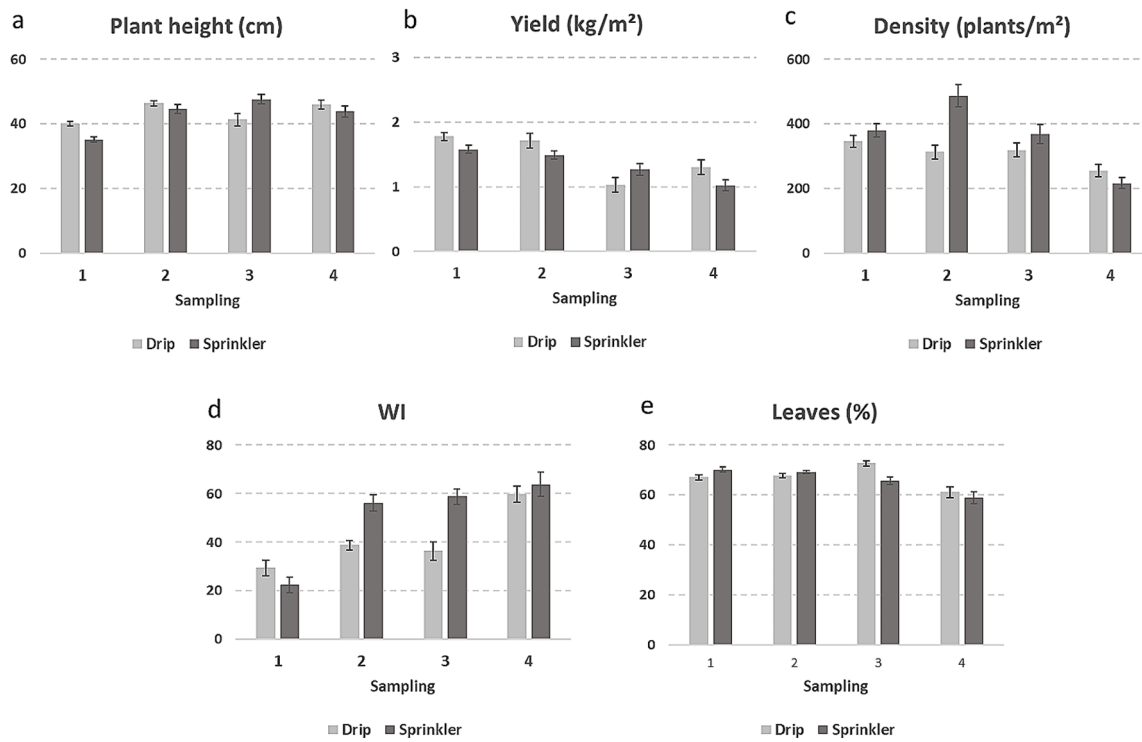 a
Plant height (cm)
60
40
20
0
1 2 3 4
Sampling
Drip Sprinkler
b
Yield (kg/m²)
3
2
1
0
1 2 3 4
Sampling
Drip Sprinkler
c
Density (plants/m²)
600
400
200
0
1 2 3 4
Sampling
Drip Sprinkler
d
WI
80
60
40
20
0
1 2 3 4
Sampling
Drip Sprinkler
e
Leaves (%)
80
60
40
20
0
1 2 3 4
Sampling
Drip Sprinkler